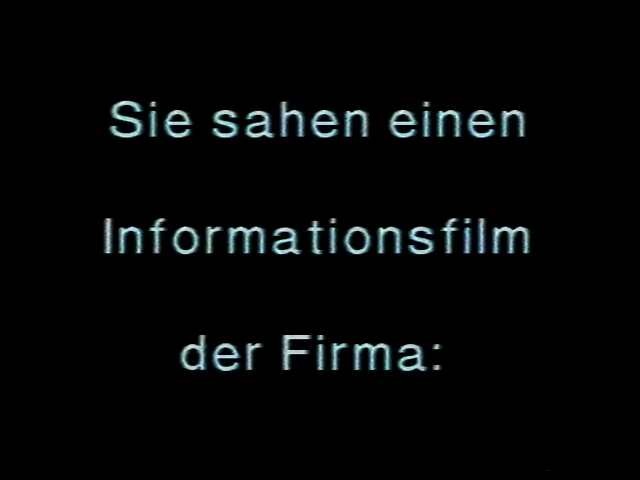 Sie sahen einen
Informationsfilm
der Firma: